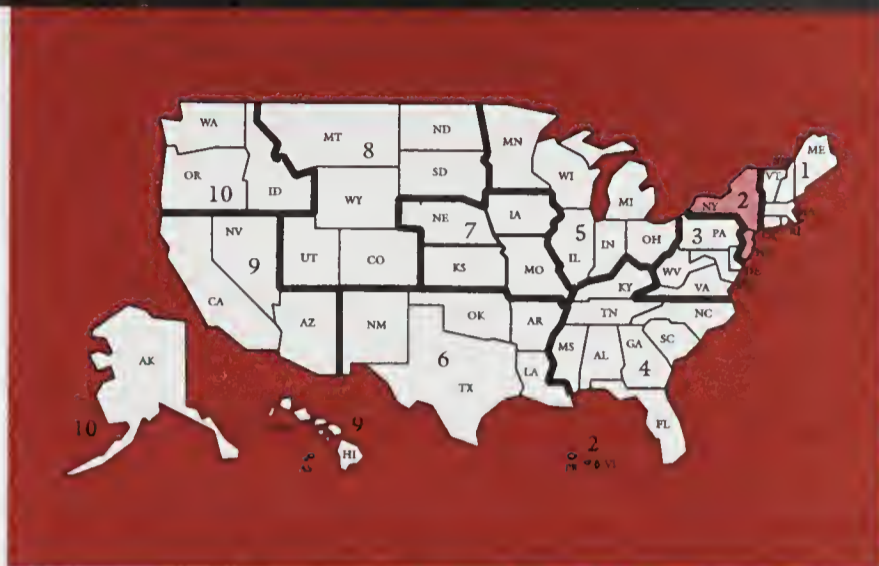 WA
MT
ND
MN
ME
8
VT
1
OR
10
ID
SD
WI
MI
NY
2
WY
NE
IA
7
5
3
PA
NV
IL
IN
OH
9
UT
CO
KS
MO
WV
KY
VA
CA
AZ
NM
OK
AR
TN
NC
SC
MS
AL
GA
6
4
AK
TX
LA
FL
10
9
HI
2
VI